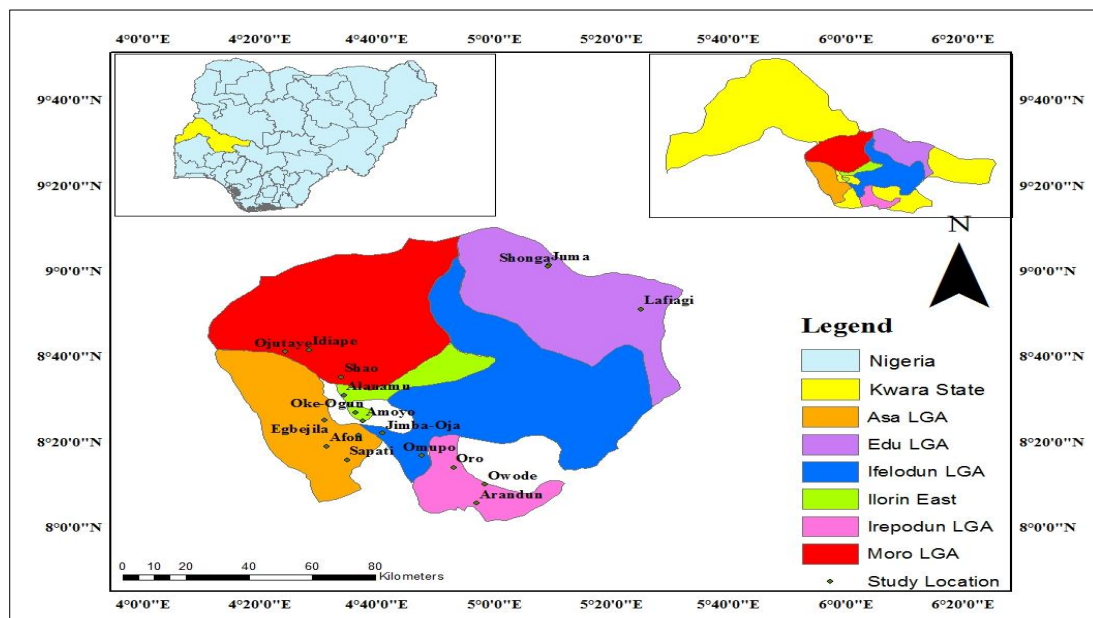 4°0'0"E 4°20'0"E 4°40'0"E 5°0'0"E 5°20'0"E 5°40'0"E 6°0'0"E 6°20'0"E
9°40'0"N 9°40'0"N
9°20'0"N 9°20'0"N
N
Shonga Juma
9°0'0"N 9°0'0"N
Lafiagi
Legend
Ojutaye Idiape
8°40'0"N 8°40'0"N
Nigeria
Shao
Kwara State
Alanamu
Oke-Ogun Amoyo
Asa LGA
Egbejila Afon Jimba-Oja
8°20'0"N 8°20'0"N
Edu LGA
Sapati Omupo Oro
Ifelodun LGA
Owode
Ilorin East
Arandun
8°0'0"N 8°0'0"N
Irepodun LGA
Moro LGA
0 5 10 20 40 60 80
Kilometers
Study Location
4°0'0"E 4°20'0"E 4°40'0"E 5°0'0"E 5°20'0"E 5°40'0"E 6°0'0"E 6°20'0"E